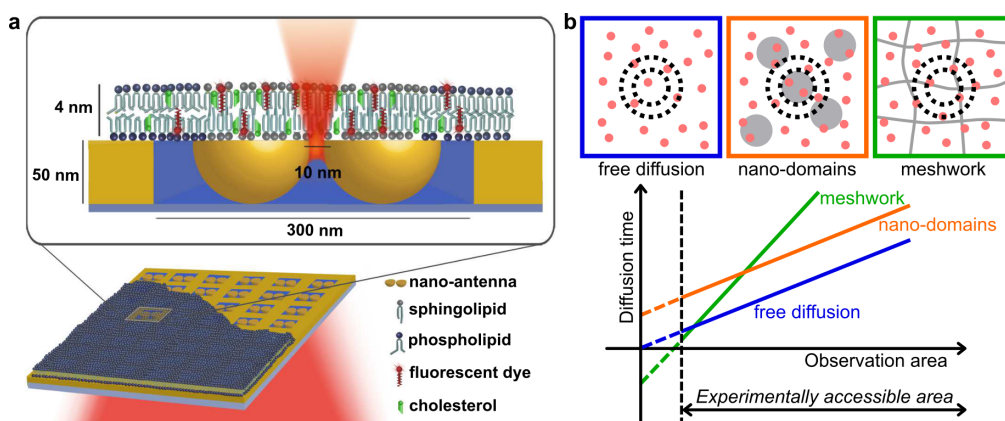 a
4 nm
50 nm
10 nm
300 nm
nano-antenna
sphingolipid
phospholipid
fluorescent dye
cholesterol
b
free diffusion
nano-domains
meshwork
Diffusion time
meshwork
nano-domains
free diffusion
Observation area
Experimentally accessible area